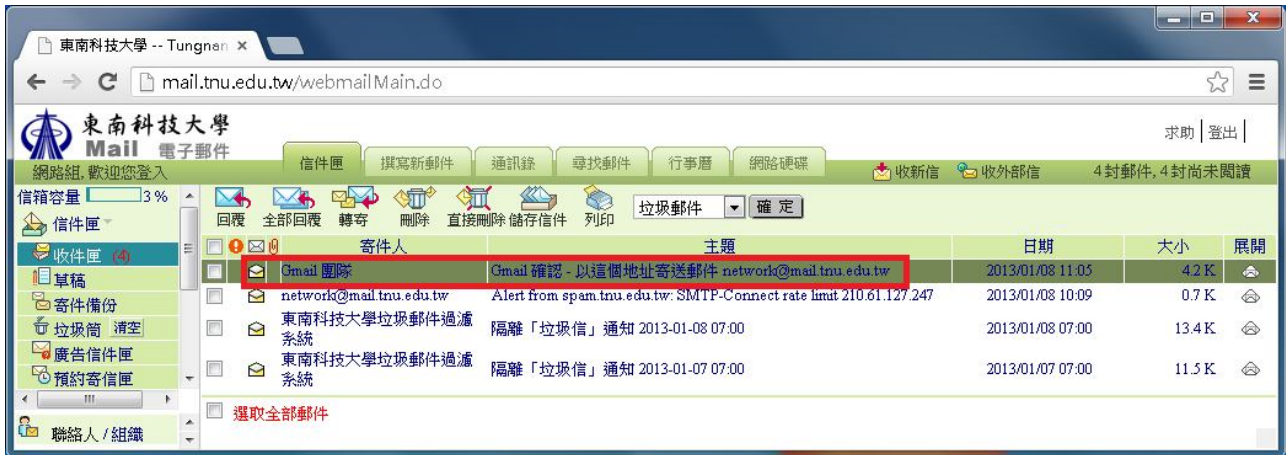 東南科技大學 -- Tungnan
mail.tnu.edu.tw/webmailMain.do
東南科技大學
Mail 電子郵件
求助 | 登出 |
信件匣 撰寫新郵件 通訊錄 尋找郵件 行事曆 網路硬碟
網路組, 歡迎您登入 收新信 收外部信 4封郵件, 4封尚未閱讀
信箱容量 3%
回覆 全部回覆 轉寄 刪除 直接刪除 儲存信件 列印 垃圾郵件 確定
信件匣
收件匣 (4)
草稿
寄件備份
垃圾筒 清空
廣告信件匣
預約寄信匣
聯絡人 / 組織
寄件人 主題 日期 大小 展開
Gmail 團隊 Gmail 確認 - 以這個地址寄送郵件 network@mail.tnu.edu.tw 2013/01/08 11:05 4.2 K
network@mail.tnu.edu.tw Alert from spam.tnu.edu.tw: SMTP-Connect rate limit 210.61.127.247 2013/01/08 10:09 0.7 K
東南科技大學垃圾郵件過濾系統 隔離「垃圾信」通知 2013-01-08 07:00 2013/01/08 07:00 13.4 K
東南科技大學垃圾郵件過濾系統 隔離「垃圾信」通知 2013-01-07 07:00 2013/01/07 07:00 11.5 K
選取全部郵件